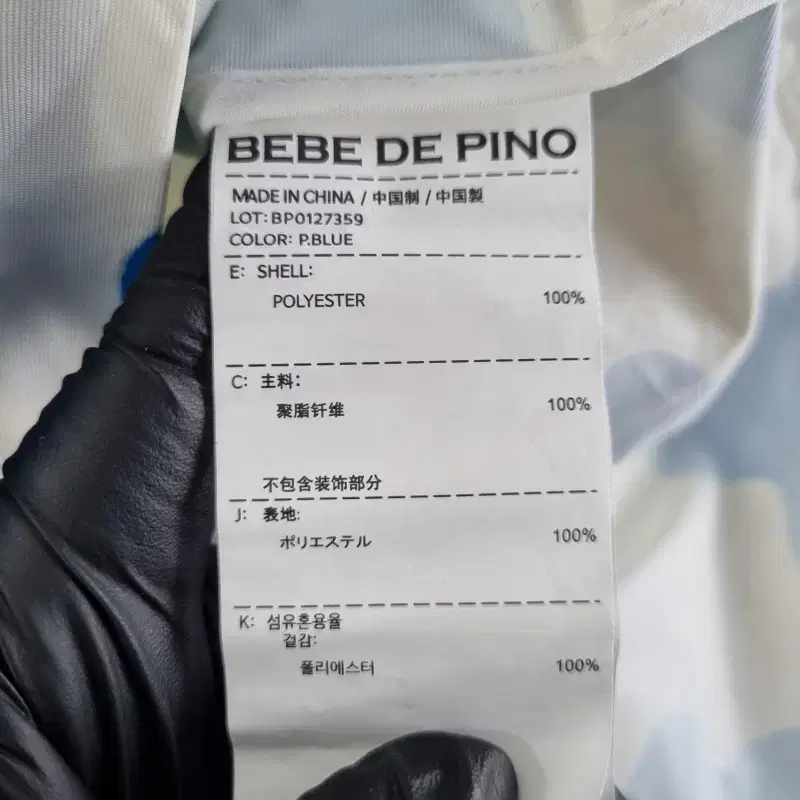 BEBE DE PINO
MADE IN CHINA / 中国制 / 中国製
LOT: BP0127359
COLOR: P.BLUE
E: SHELL:
POLYESTER 100%
C: 主料:
聚脂钎维 100%
不包含装饰部分
J: 表地:
ポリエステル 100%
K: 섬유혼용율
겉감:
폴리에스터 100%